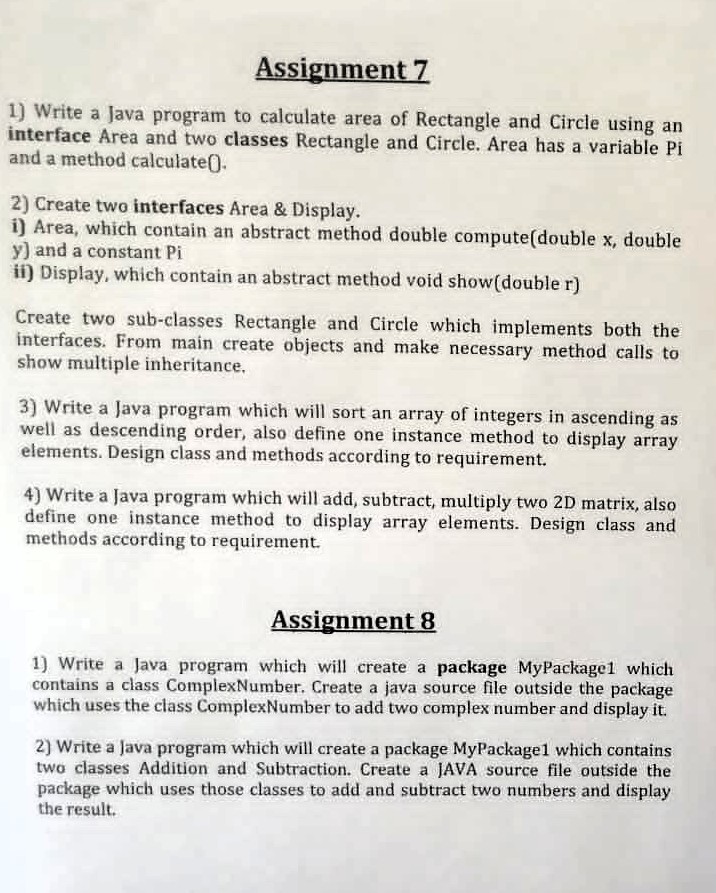 Assignment 7
1) Write a Java program to calculate area of Rectangle and Circle using an
interface Area and two classes Rectangle and Circle. Area has a variable Pi
and a method calculate().
2) Create two interfaces Area & Display.
i) Area, which contain an abstract method double compute(double x, double
y) and a constant Pi
ii) Display, which contain an abstract method void show(double r)
Create two sub-classes Rectangle and Circle which implements both the
interfaces. From main create objects and make necessary method calls to
show multiple inheritance.
3) Write a Java program which will sort an array of integers in ascending as
well as descending order, also define one instance method to display array
elements. Design class and methods according to requirement.
4) Write a Java program which will add, subtract, multiply two 2D matrix, also
define one instance method to display array elements. Design class and
methods according to requirement.
Assignment 8
1) Write a Java program which will create a package MyPackage1 which
contains a class ComplexNumber. Create a java source file outside the package
which uses the class ComplexNumber to add two complex number and display it.
2) Write a Java program which will create a package MyPackage1 which contains
two classes Addition and Subtraction. Create a JAVA source file outside the
package which uses those classes to add and subtract two numbers and display
the result.